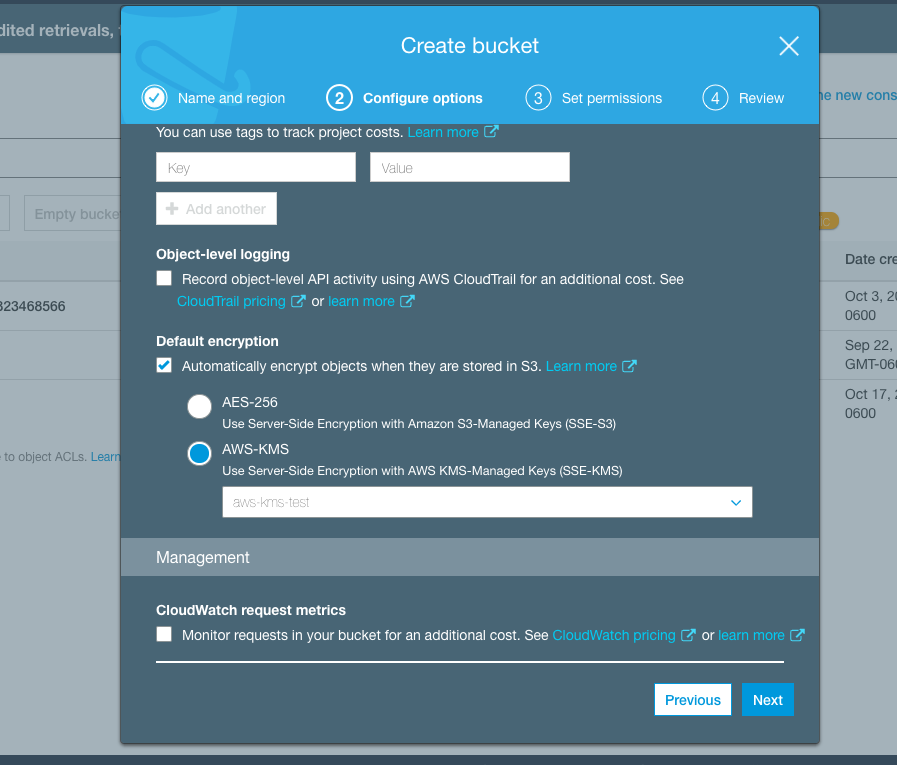 dited retrievals,
Create bucket
Name and region
2 Configure options
3 Set permissions
4 Review
new cons
You can use tags to track project costs. Learn more
Key
Value
Empty bucke
Add another
Date cre
Object-level logging
Record object-level API activity using AWS CloudTrail for an additional cost. See
CloudTrail pricing or learn more
323468566
Oct 3, 20
0600
Default encryption
Automatically encrypt objects when they are stored in S3. Learn more
Sep 22,
GMT-060
AES-256
Use Server-Side Encryption with Amazon S3-Managed Keys (SSE-S3)
Oct 17, 2
0600
AWS-KMS
Use Server-Side Encryption with AWS KMS-Managed Keys (SSE-KMS)
to object ACLs. Learn
aws-kms-test
Management
CloudWatch request metrics
Monitor requests in your bucket for an additional cost. See CloudWatch pricing or learn more
Previous
Next